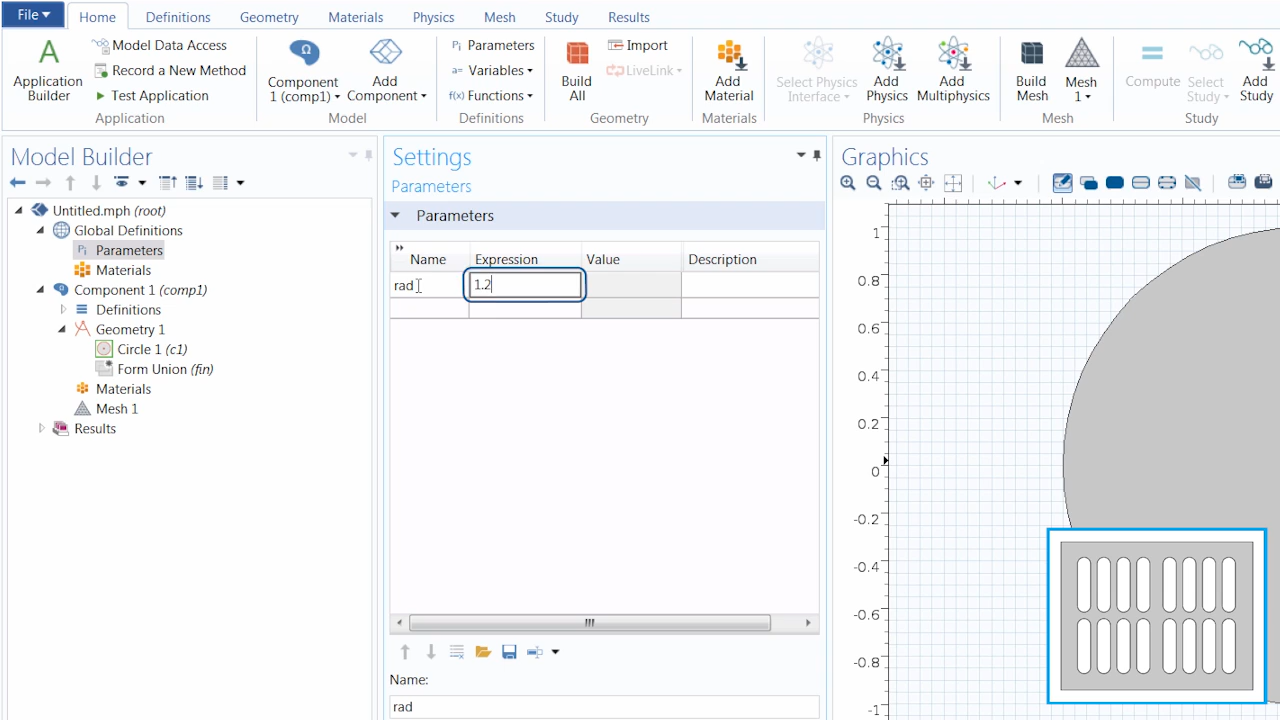 File
Home
Definitions
Geometry
Materials
Physics
Mesh
Study
Results
Application
Builder
Model Data Access
Record a New Method
Test Application
Application
Component
1 (comp1)
Add
Component
Model
Pi Parameters
a= Variables
f(x) Functions
Definitions
Build
All
Import
LiveLink
Geometry
Add
Material
Materials
Select Physics
Interface
Add
Physics
Add
Multiphysics
Physics
Build
Mesh
Mesh
1
Mesh
Compute
Select
Study
Add
Study
Study
Model Builder
Untitled.mph (root)
Global Definitions
Pi Parameters
Materials
Component 1 (comp1)
Definitions
Geometry 1
Circle 1 (c1)
Form Union (fin)
Materials
Mesh 1
Results
Settings
Parameters
Parameters
Name
Expression
Value
Description
rad
1.2
Name:
rad
Graphics
1
0.8
0.6
0.4
0.2
0
-0.2
-0.4
-0.6
-0.8
-1